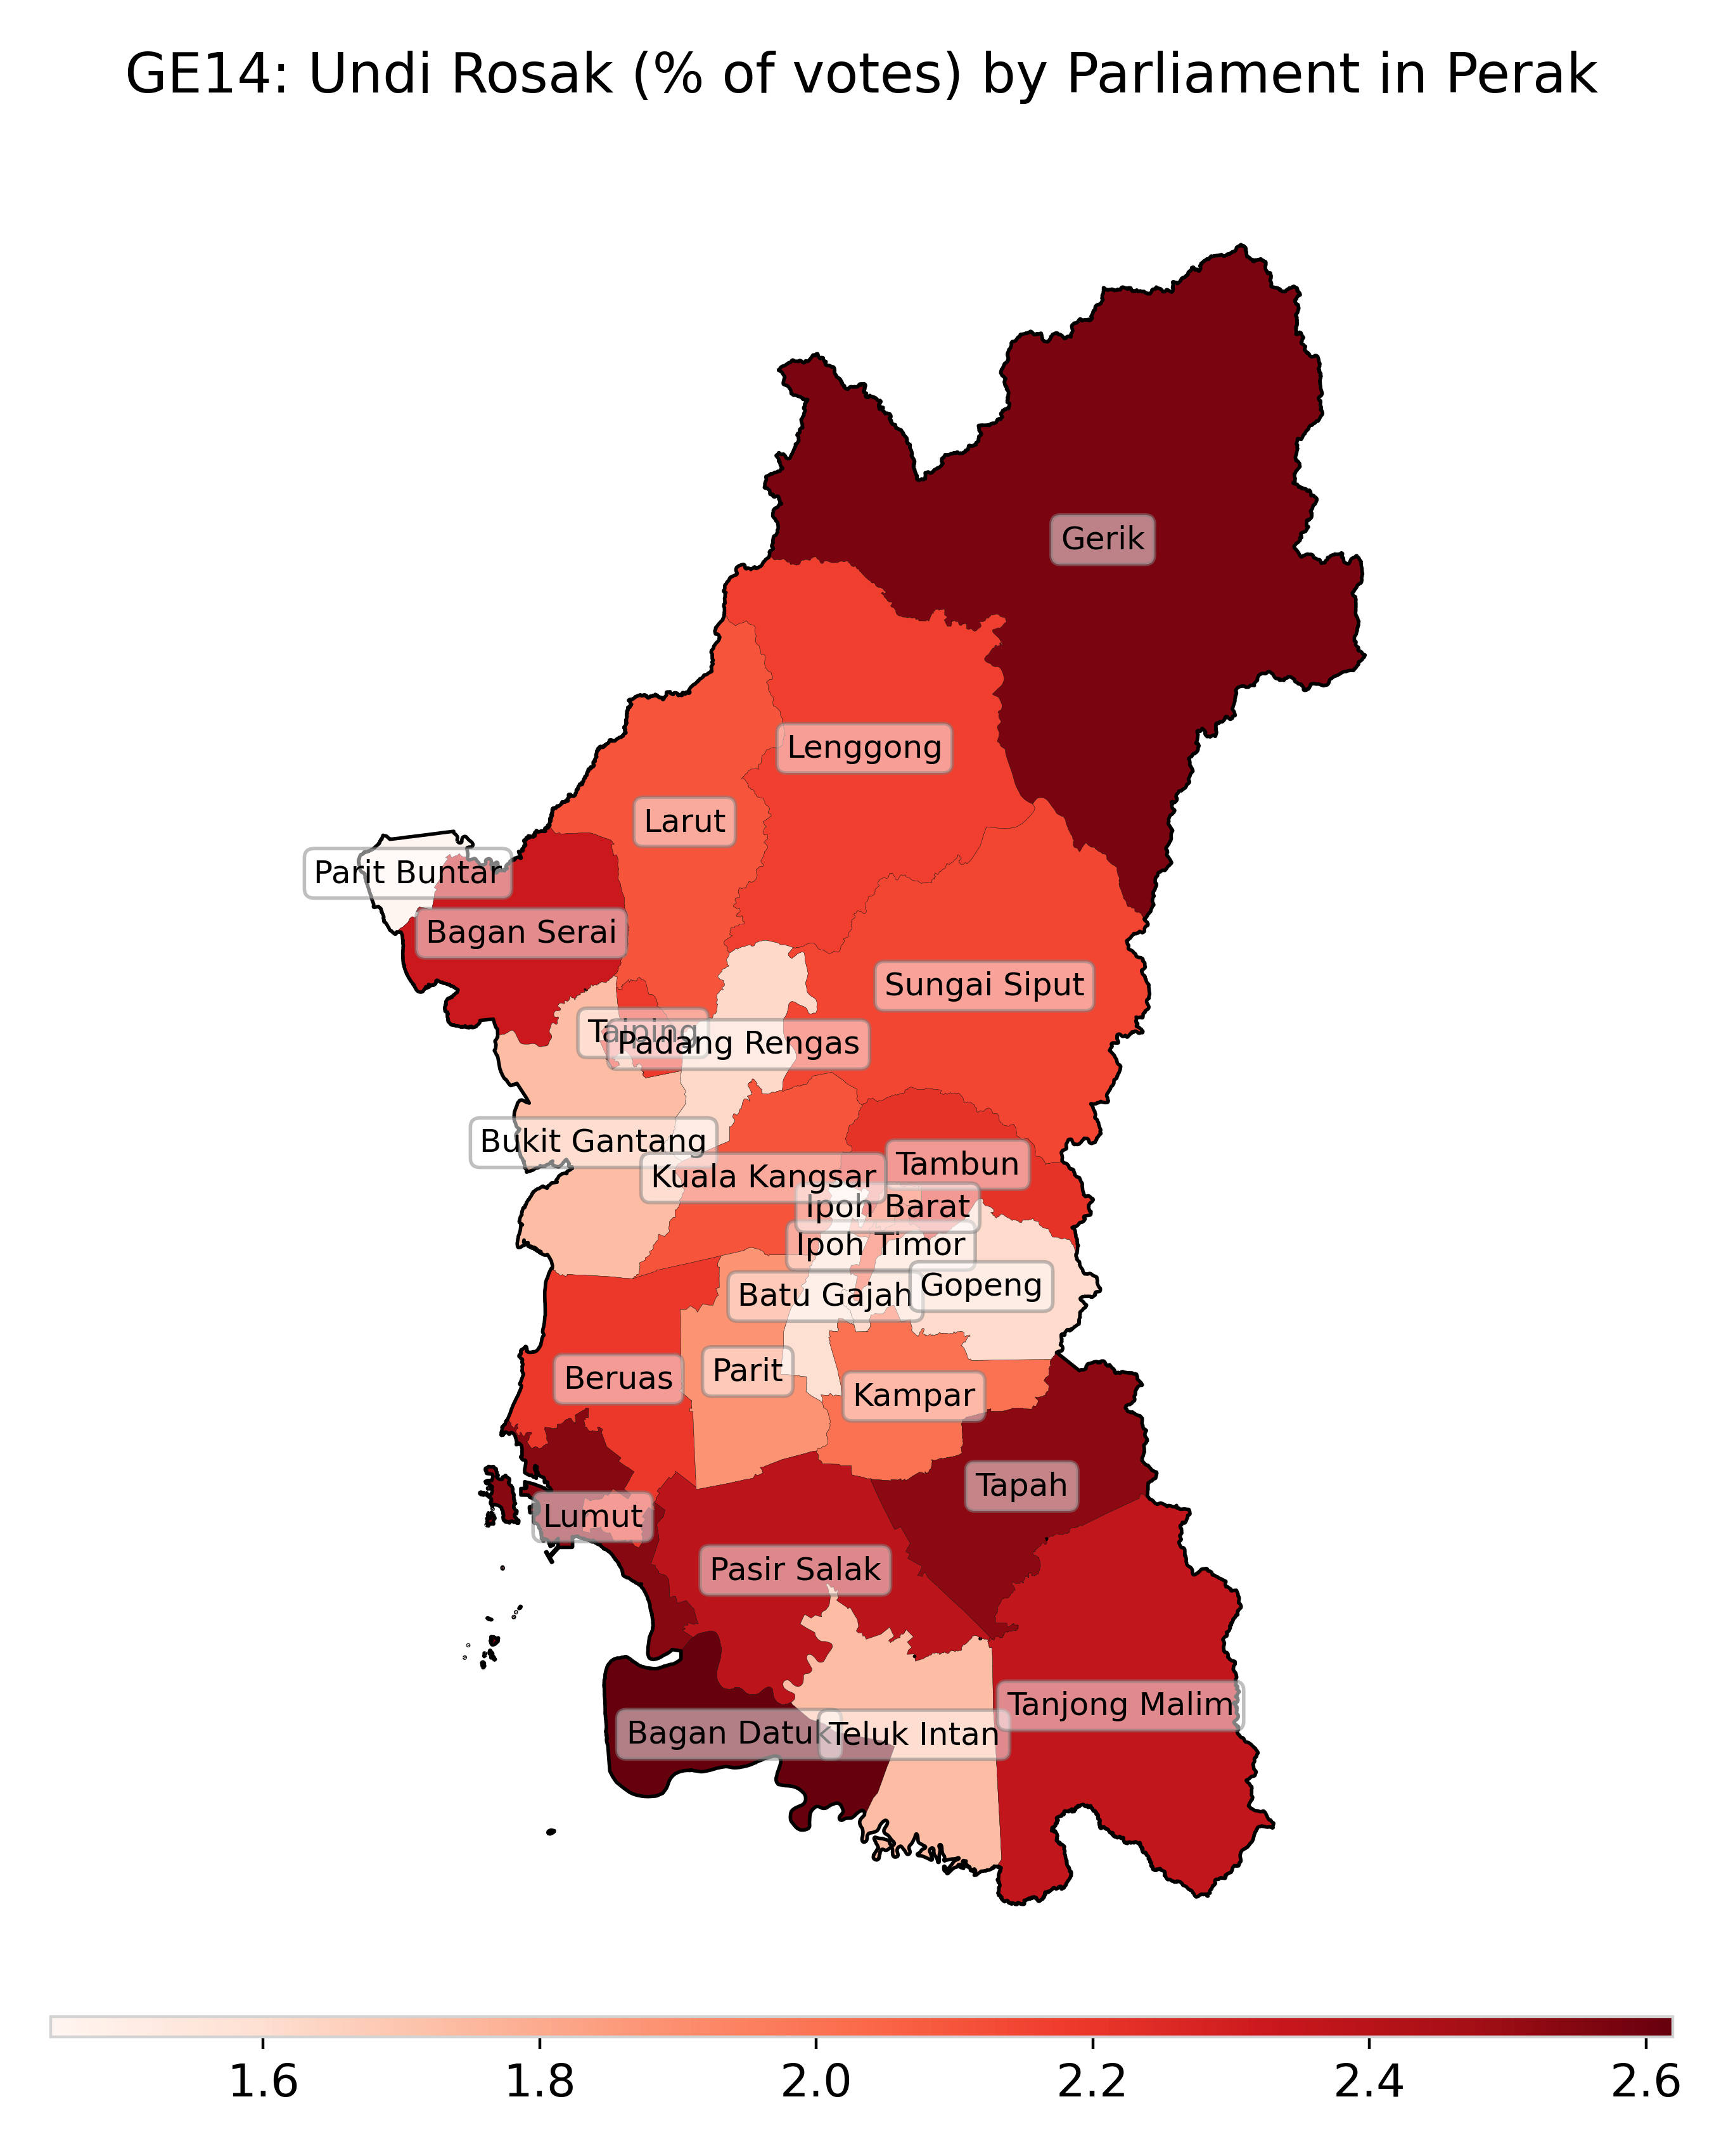 GE14: Undi Rosak (% of votes) by Parliament in Perak
Gerik
Lenggong
Larut
Parit Buntar
Bagan Serai
Sungai Siput
Taiping
Padang Rengas
Bukit Gantang
Tambun
Kuala Kangsar
Ipoh Barat
Ipoh Timor
Gopeng
Batu Gajah
Parit
Beruas
Kampar
Tapah
Lumut
Pasir Salak
Tanjong Malim
Bagan Datuk
Teluk Intan
1.6 1.8 2.0 2.2 2.4 2.6